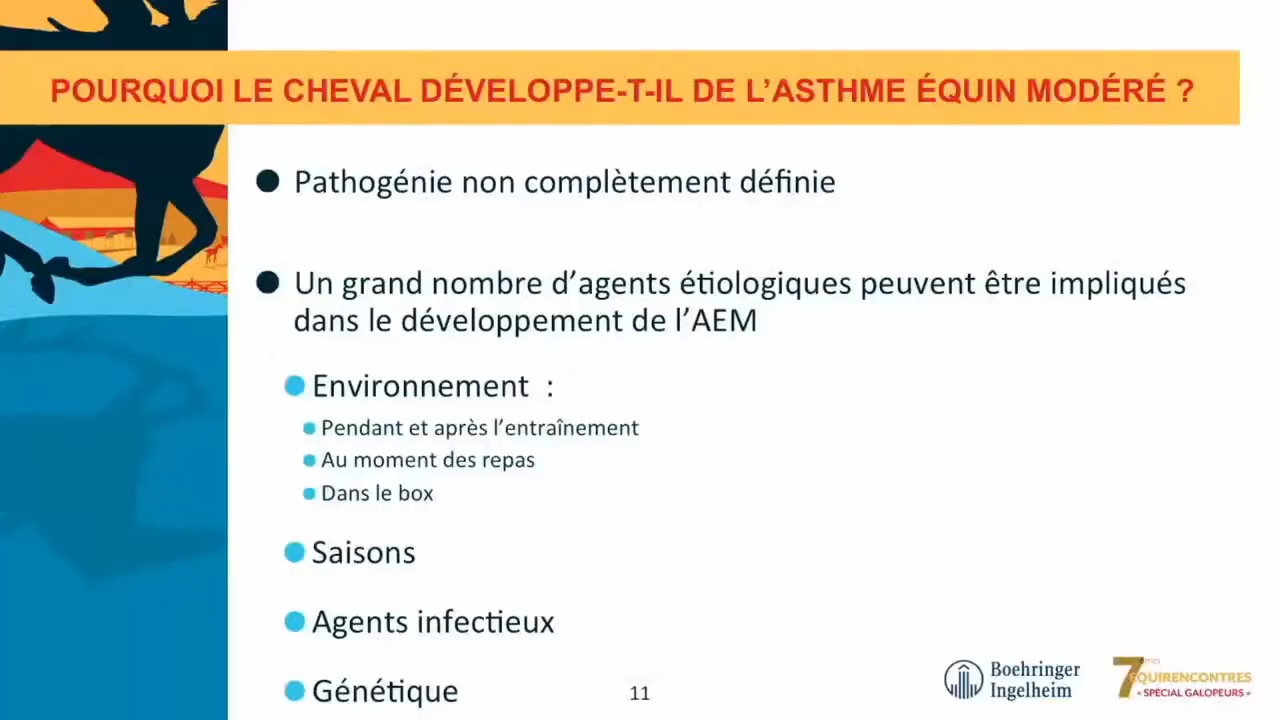 POURQUOI LE CHEVAL DÉVELOPPE-T-IL DE L’ASTHME ÉQUIN MODÉRÉ ?
● Pathogénie non complètement définie
● Un grand nombre d’agents étiologiques peuvent être impliqués
dans le développement de l’AEM
● Environnement :
● Pendant et après l’entraînement
● Au moment des repas
● Dans le box
● Saisons
● Agents infectieux
● Génétique
11
Boehringer
Ingelheim
7èmes
ÉQUIRENCONTRES
« SPÉCIAL GALOPEURS »